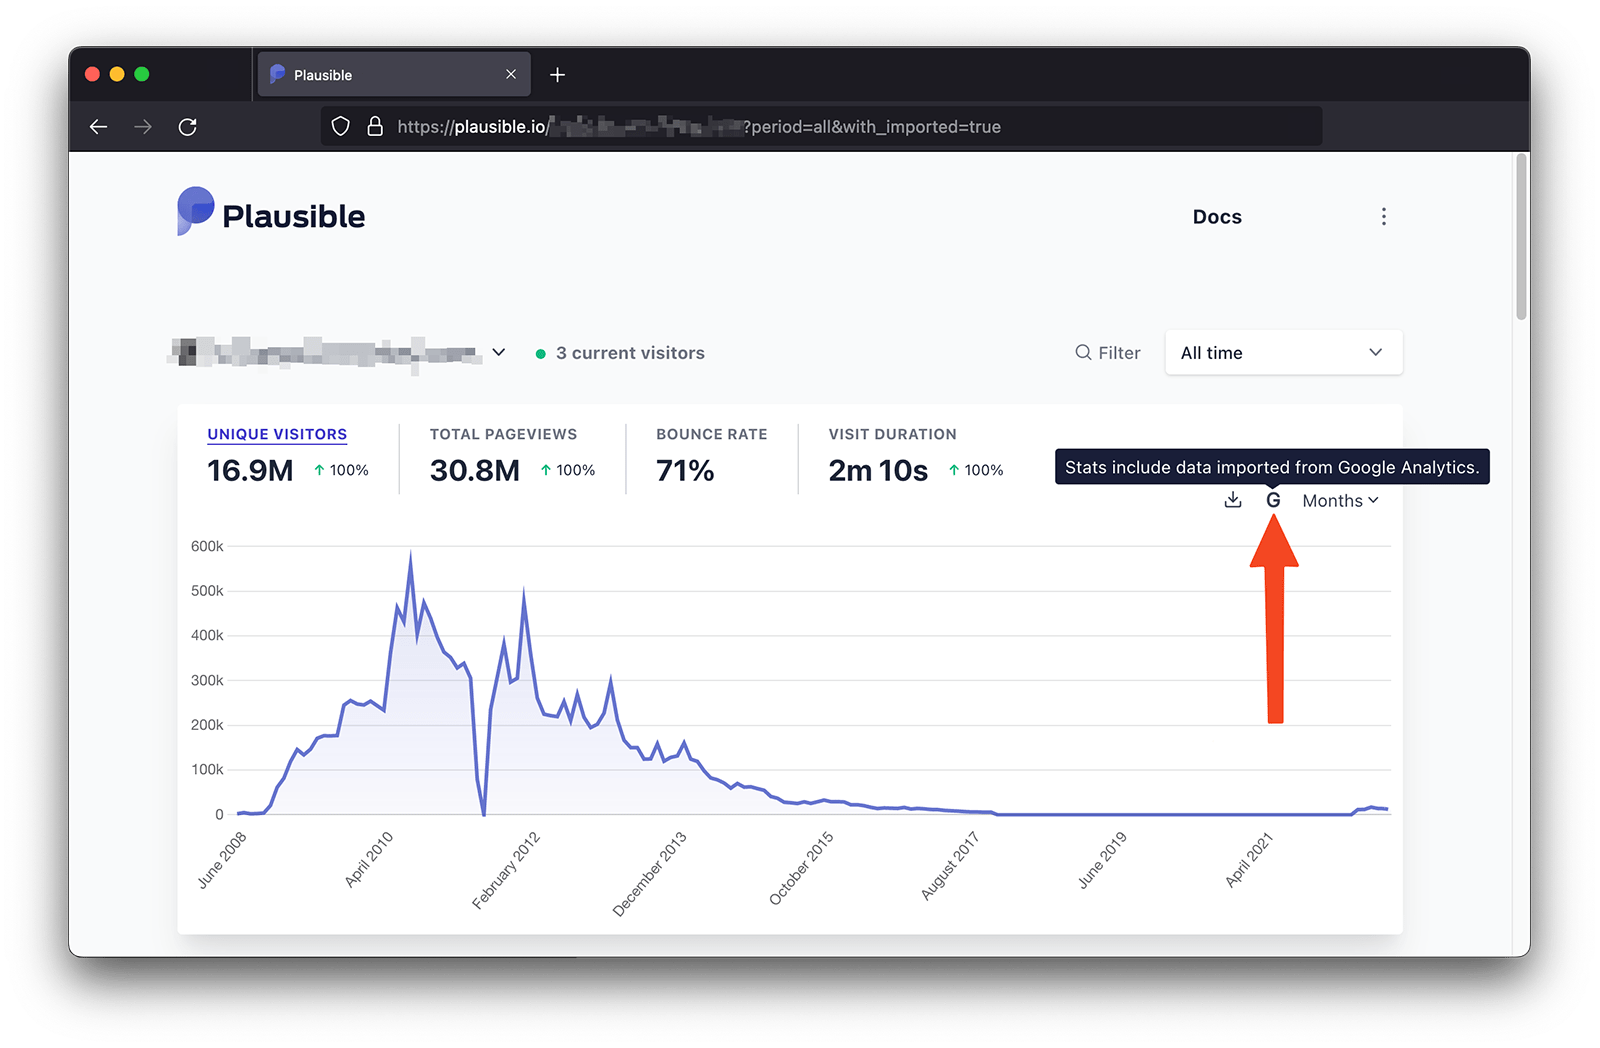 Plausible
https://plausible.io/ ?period=all&with_imported=true
Plausible
Docs
3 current visitors
Filter
All time
UNIQUE VISITORS
16.9M ↑ 100%
TOTAL PAGEVIEWS
30.8M ↑ 100%
BOUNCE RATE
71%
VISIT DURATION
2m 10s ↑ 100%
Stats include data imported from Google Analytics.
G Months
600k
500k
400k
300k
200k
100k
0
June 2008
April 2010
February 2012
December 2013
October 2015
August 2017
June 2019
April 2021